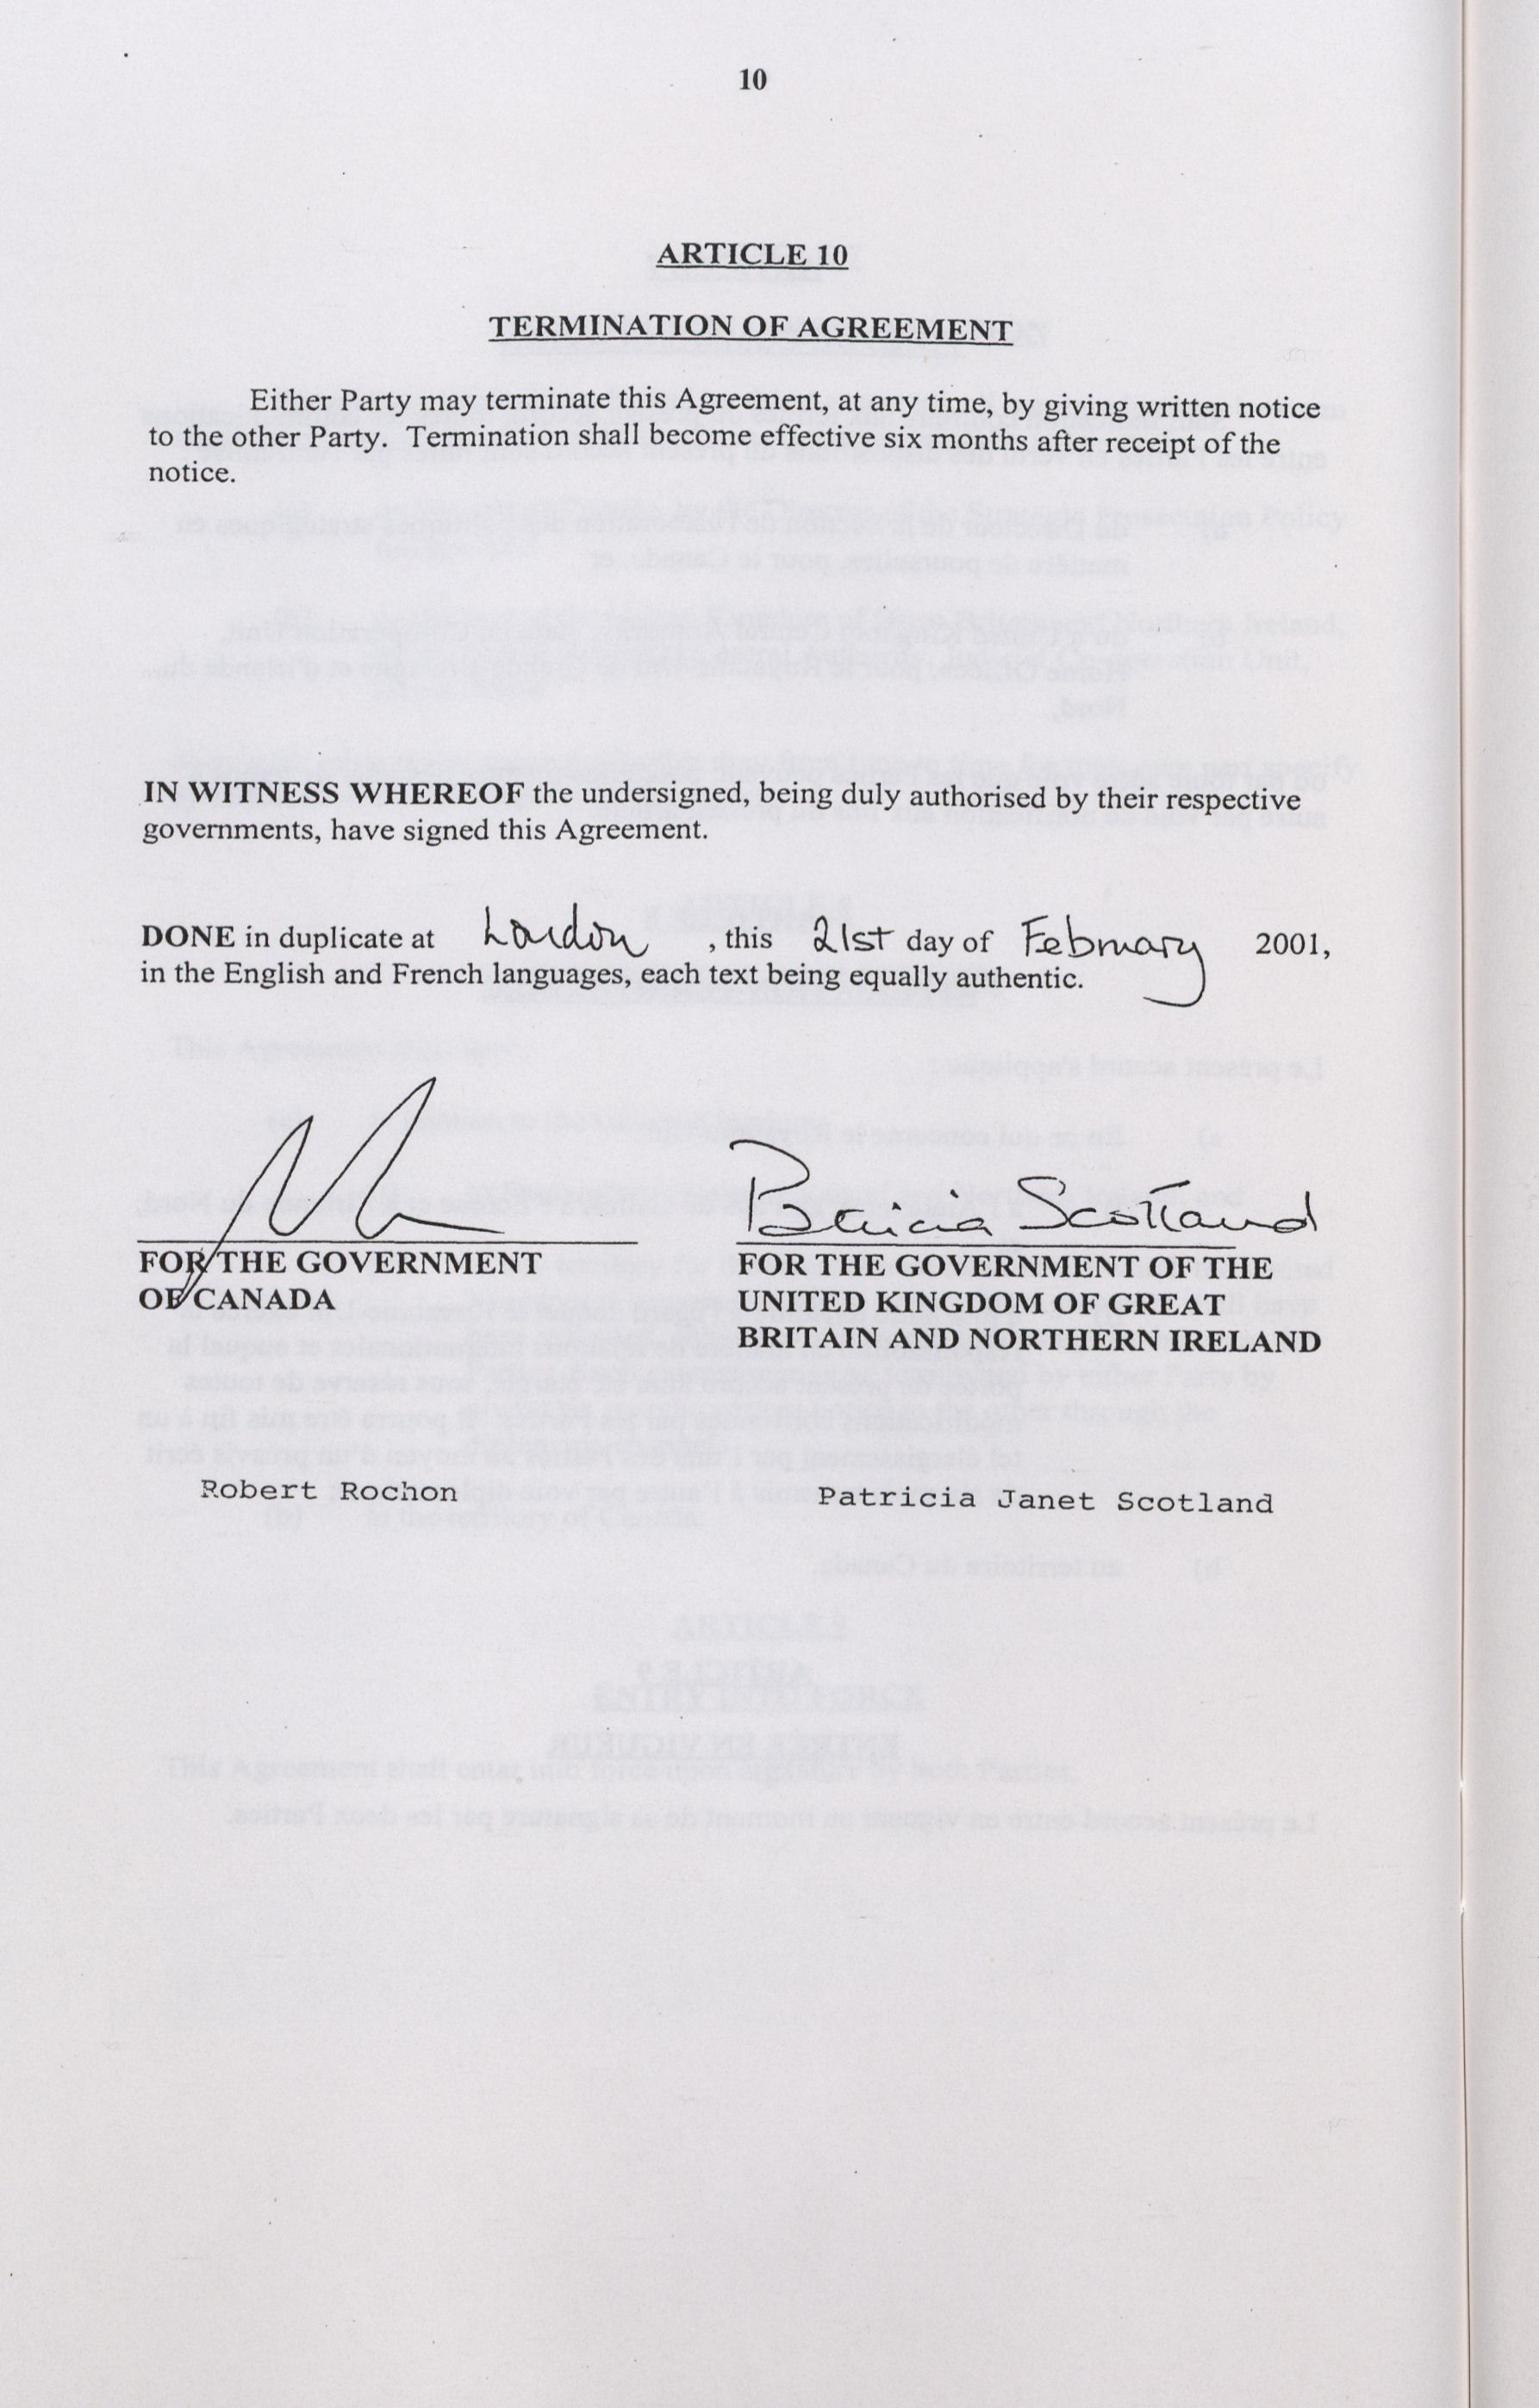 10
ARTICLE 10
TERMINATION OF AGREEMENT
Either Party may terminate this Agreement, at any time, by giving written notice
to the other Party. Termination shall become effective six months after receipt of the
notice.
IN WITNESS WHEREOF the undersigned, being duly authorised by their respective
governments, have signed this Agreement.
DONE in duplicate at London , this 21st day of February 2001,
in the English and French languages, each text being equally authentic.
Patricia Scotland
FOR THE GOVERNMENT
OF CANADA
FOR THE GOVERNMENT OF THE
UNITED KINGDOM OF GREAT
BRITAIN AND NORTHERN IRELAND
Robert Rochon
Patricia Janet Scotland